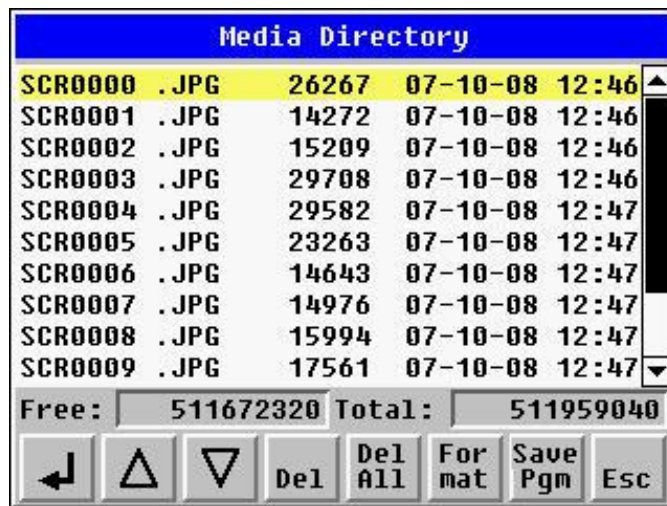 Media Directory
SCR0000 .JPG 26267 07-10-08 12:46
SCR0001 .JPG 14272 07-10-08 12:46
SCR0002 .JPG 15209 07-10-08 12:46
SCR0003 .JPG 29708 07-10-08 12:46
SCR0004 .JPG 29582 07-10-08 12:47
SCR0005 .JPG 23263 07-10-08 12:47
SCR0006 .JPG 14643 07-10-08 12:47
SCR0007 .JPG 14976 07-10-08 12:47
SCR0008 .JPG 15994 07-10-08 12:47
SCR0009 .JPG 17561 07-10-08 12:47
Free: 511672320 Total: 511959040
Del Del All For mat Save Pgm Esc